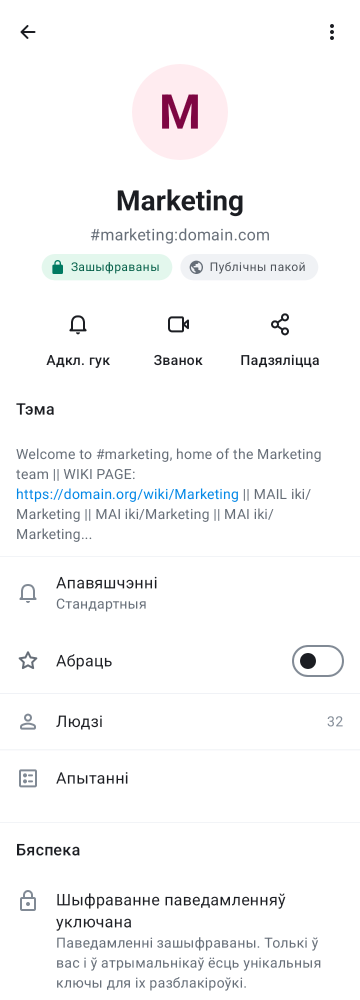 M
Marketing
#marketing:domain.com
Зашыфраваны
Публічны пакой
Адкл. гук
Званок
Падзяліцца
Тэма
Welcome to #marketing, home of the Marketing
team || WIKI PAGE:
https://domain.org/wiki/Marketing || MAIL iki/
Marketing || MAI iki/Marketing || MAI iki/
Marketing...
Апавяшчэнні
Стандартныя
Абраць
Людзі 32
Апытанні
Бяспека
Шыфраванне паведамленняў
уключана
Паведамленні зашыфраваны. Толькі ў
вас і ў атрымальнікаў ёсць унікальныя
ключы для іх разблакіроўкі.